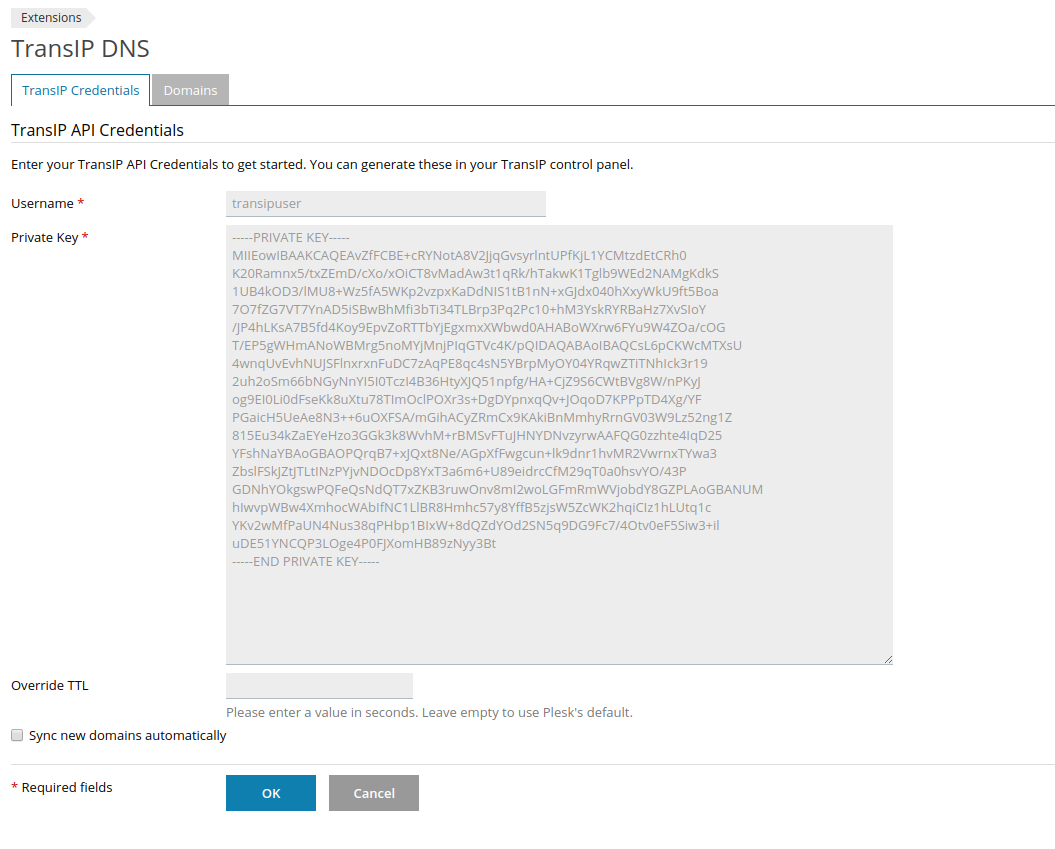 Extensions
TransIP DNS
TransIP Credentials
Domains
TransIP API Credentials
Enter your TransIP API Credentials to get started. You can generate these in your TransIP control panel.
Username *
transipuser
Private Key *
-----PRIVATE KEY-----
MIIEowIBAAKCAQEAvZfFCBE+cRYNotA8V2JjqGvsyrlntUPfKjL1YCMtzdEtCRh0
K20Ramnx5/txZEmD/cXo/xOiCT8vMadAw3t1qRk/hTakwK1TgIb9WEd2NAMgKdkS
1UB4kOD3/lMU8+Wz5fA5WKp2vzpxKaDdNIS1tB1nN+xGJdx040hXxyWkU9ft5Boa
7O7fZG7VT7YnAD5iSBwBhMfi3bTi34TLBrp3Pq2Pc10+hM3YskRYRBaHz7XvSIoY
/JP4hLKsA7B5fd4Koy9EpvZoRTTbYjEgxmxXWbwd0AHABoWXrw6FYu9W4ZOa/cOG
T/EP5gWHmANoWBMrg5noMYjMnjPIqGTVc4K/pQIDAQABAoIBAQCsL6pCKWcMTXsU
4wnqUvEvhNUJSFlnxrxnFuDC7zAqPE8qc4sN5YBrpMyOY04YRqwZTiTNhIck3r19
2uh2oSm66bNGyNnYI5I0TczI4B36HtyXJQ51npfg/HA+CjZ9S6CWtBVg8W/nPKyJ
og9EI0Li0dFseKk8uXtu78TImOclPOXr3s+DgDYpnxqQv+JOqoD7KPPpTD4Xg/YF
PGaicH5UeAe8N3++6uOXFSA/mGihACyZRmCx9KAkiBnMmhyRrnGV03W9Lz52ng1Z
815Eu34kZaEYeHzo3GGk3k8WvhM+rBMSvFTuJHNYDNvzyrwAAFQG0zzhte4IqD25
YFshNaYBAoGBAOPQrqB7+xJQxt8Ne/AGpXfFwgcun+lk9dnr1hvMR2VwrnxTYwa3
ZbslFSkJZtJTLtINzPYjvNDOcDp8YxT3a6m6+U89eidrcCfM29qT0a0hsvYO/43P
GDNhYOkgswPQFeQsNdQT7xZKB3ruwOnv8mI2woLGFmRmWVjobdY8GZPLAoGBANUM
hIwvpWBw4XmhocWAbIfNC1LlBR8Hmhc57y8YffB5zjsW5ZcWK2hqiCIz1hLUtq1c
YKv2wMfPaUN4Nus38qPHbp1BIxW+8dQZdYOd2SN5q9DG9Fc7/4Otv0eF5Siw3+il
uDE51YNCQP3LOge4P0FJXomHB89zNyy3Bt
-----END PRIVATE KEY-----
Override TTL
Please enter a value in seconds. Leave empty to use Plesk's default.
Sync new domains automatically
* Required fields
OK
Cancel